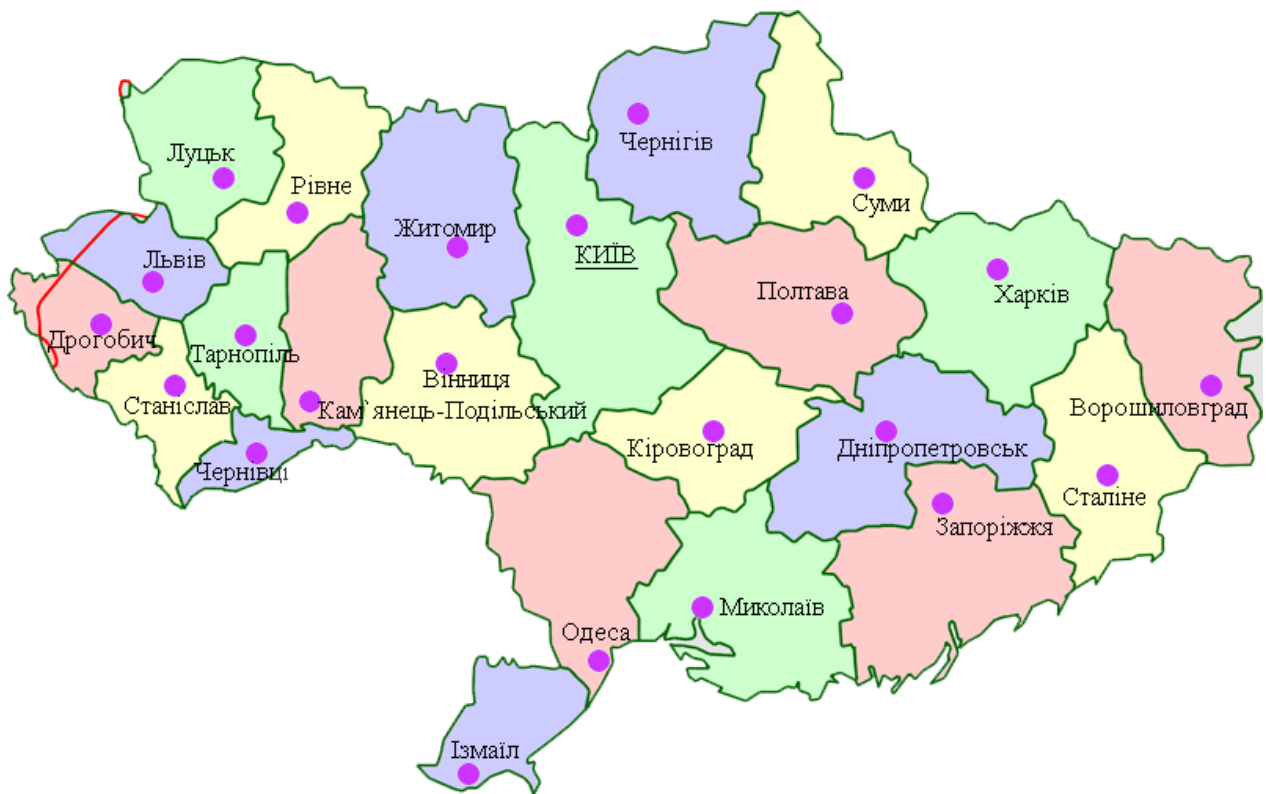 Чернігів
Луцьк
Рівне
Суми
Житомир
КИЇВ
Львів
Полтава
Харків
Дрогобич
Тарнопіль
Вінниця
Станіслав
Кам`янець-Подільський
Ворошиловград
Кіровоград
Дніпропетровськ
Чернівці
Сталіне
Запоріжжя
Миколаїв
Одеса
Ізмаїл